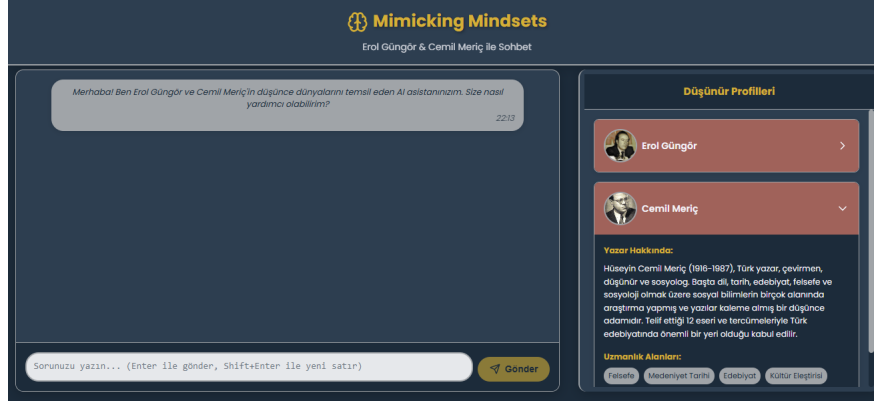 Mimicking Mindsets
Erol Güngör & Cemil Meriç ile Sohbet
Merhaba! Ben Erol Güngör ve Cemil Meriç'in düşünce dünyalarını temsil eden AI asistanınızım. Size nasıl
yardımcı olabilirim?
22:13
Sorunuzu yazın... (Enter ile gönder, Shift+Enter ile yeni satır)
Gönder
Düşünür Profilleri
Erol Güngör
Cemil Meriç
Yazar Hakkında:
Hüseyin Cemil Meriç (1916-1987), Türk yazar, çevirmen,
düşünür ve sosyolog. Başta dil, tarih, edebiyat, felsefe ve
sosyoloji olmak üzere sosyal bilimlerin birçok alanında
araştırma yapmış ve yazılar kaleme almış bir düşünce
adamıdır. Telif ettiği 12 eseri ve tercümeleriyle Türk
edebiyatında önemli bir yeri olduğu kabul edilir.
Uzmanlık Alanları:
Felsefe Medeniyet Tarihi Edebiyat Kültür Eleştirisi